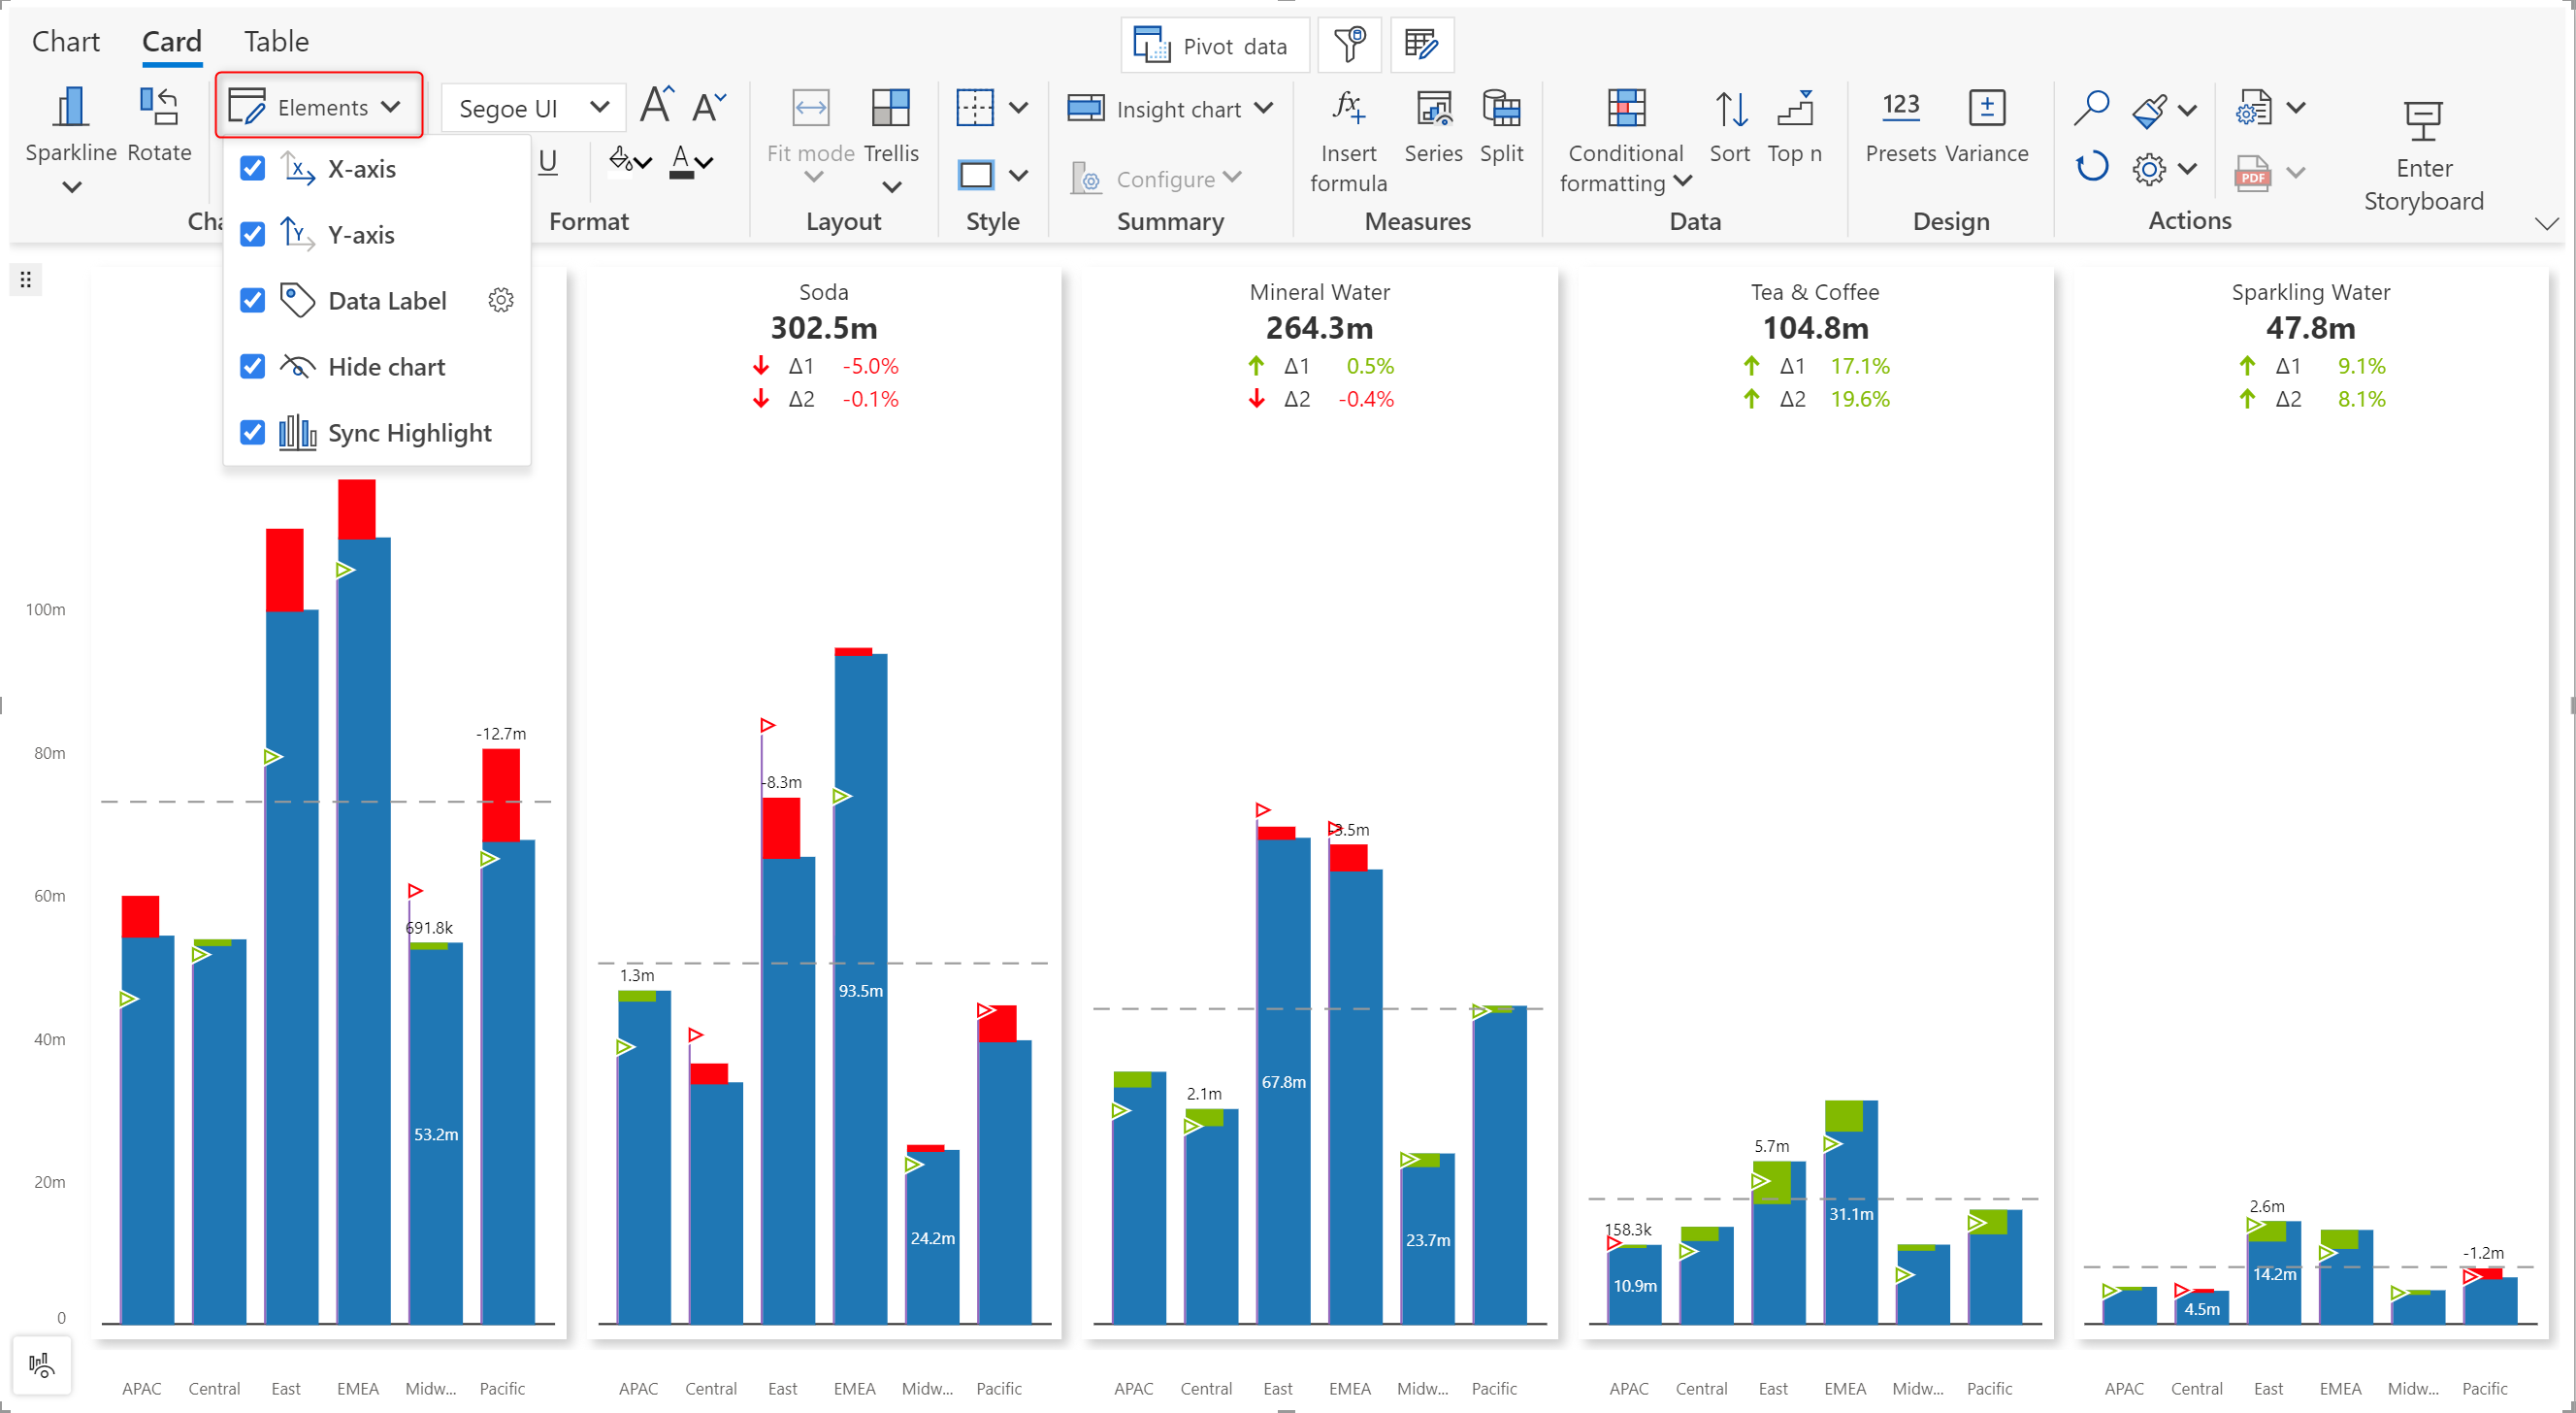 Chart Card Table
Pivot data
Sparkline Rotate
Elements
Segoe UI
A A
U A
Fit mode Trellis
Insight chart
Configure
fx Insert formula
Series Split
Conditional formatting
Sort Top n
123 Presets Variance
PDF
Enter Storyboard
Cha Format Layout Style Summary Measures Data Design Actions
X X-axis
Y Y-axis
Data Label
Hide chart
Sync Highlight
Soda
302.5m
Δ1 -5.0%
Δ2 -0.1%
Mineral Water
264.3m
Δ1 0.5%
Δ2 -0.4%
Tea & Coffee
104.8m
Δ1 17.1%
Δ2 19.6%
Sparkling Water
47.8m
Δ1 9.1%
Δ2 8.1%
100m
80m
60m
40m
20m
0
-12.7m
691.8k
53.2m
APAC Central East EMEA Midw... Pacific
1.3m
-8.3m
93.5m
24.2m
APAC Central East EMEA Midw... Pacific
2.1m
67.8m
-3.5m
23.7m
APAC Central East EMEA Midw... Pacific
158.3k
10.9m
5.7m
31.1m
APAC Central East EMEA Midw... Pacific
4.5m
2.6m
14.2m
-1.2m
APAC Central East EMEA Midw... Pacific